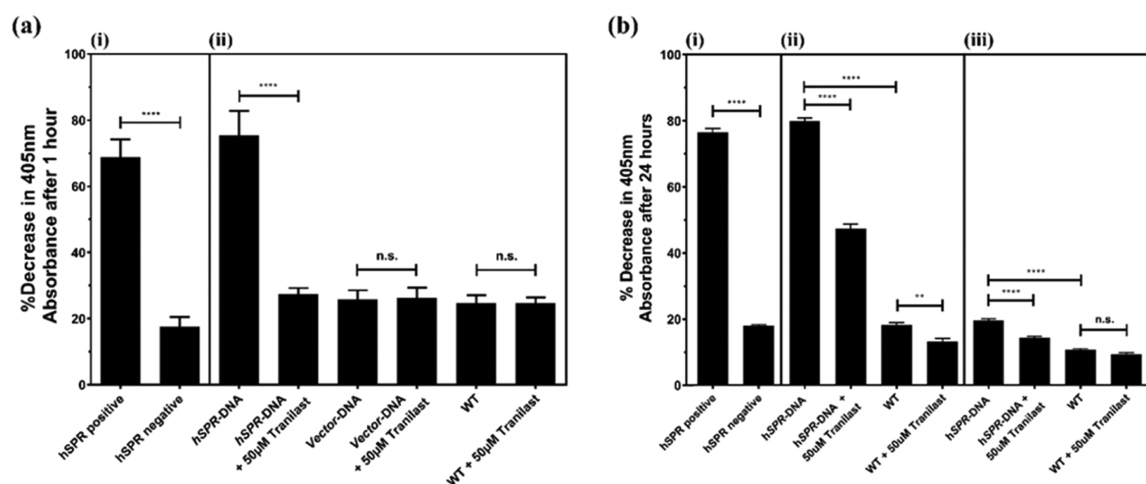 (a)
(i)
(ii)
%Decrease in 405nm
Absorbance after 1 hour
100
80
60
40
20
0
****
****
n.s.
n.s.
hSPR positive
hSPR negative
hSPR-DNA
hSPR-DNA
+ 50μM Tranilast
Vector-DNA
Vector-DNA
+ 50μM Tranilast
WT
WT + 50μM Tranilast
(b)
(i)
(ii)
(iii)
% Decrease in 405nm
Absorbance after 24 hours
100
80
60
40
20
0
****
****
****
**
****
****
n.s.
hSPR positive
hSPR negative
hSPR-DNA
hSPR-DNA +
50uM Tranilast
WT
WT + 50uM Tranilast
hSPR-DNA
hSPR-DNA +
50uM Tranilast
WT
WT + 50uM Tranilast